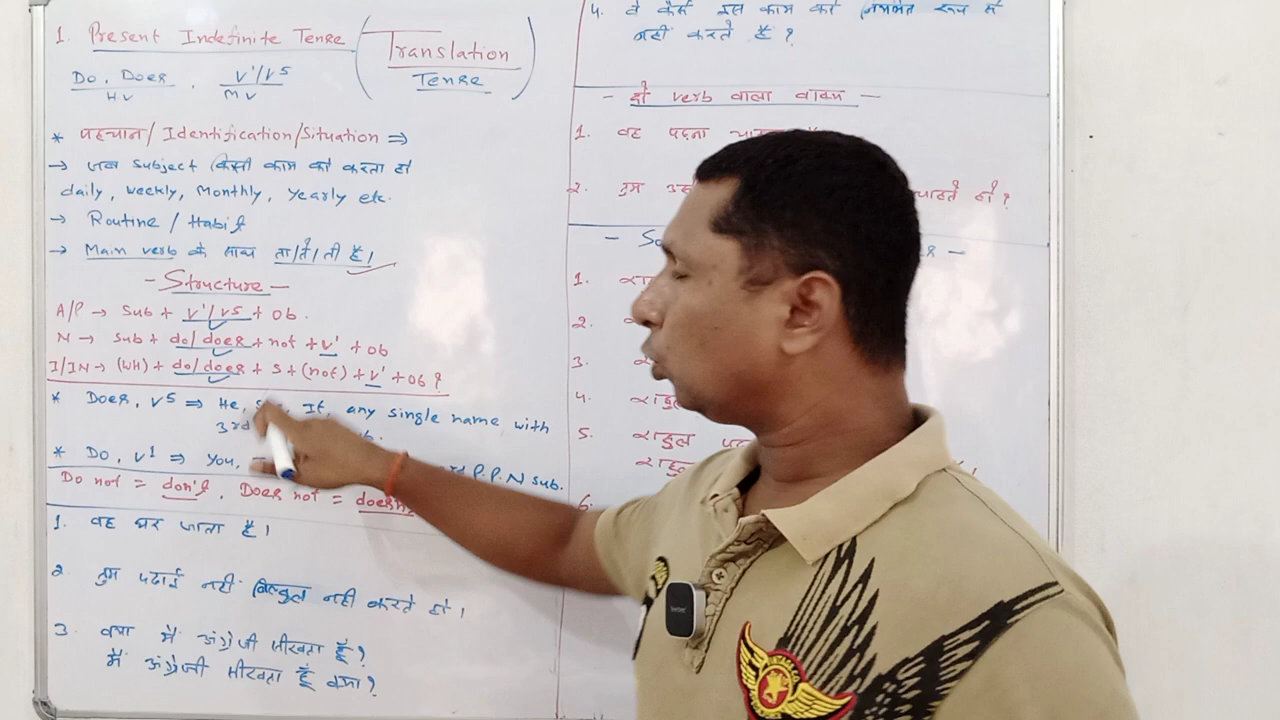 1. Present Indefinite Tense
(Translation
Tense)
Do, Does
HV
V¹/V⁵
MV
* पहचान/Identification/Situation ⇒
→ जब subject किसी काम को करता हो
daily, weekly, Monthly, Yearly etc.
→ Routine / Habit
→ Main verb के साथ ता/ते/ती है।
- Structure -
A/P → Sub + V¹/V⁵ + Ob.
N → Sub + do/does + not + V¹ + Ob
I/IN → (WH) + do/does + S + (not) + V¹ + Ob ?
* Does, V⁵ ⇒ He, It, any single name with
3rd
* Do, V¹ ⇒ You, P.P.N sub.
Do not = don't, Does not =
1. वह घर जाता है।
2. तुम पढाई नहीं बिल्कुल नहीं करते हो।
3. क्या मैं अंग्रेजी सीखता हूँ?
मैं अंग्रेजी सीखता हूँ क्या?
4. वे कैसे इस काम को नियमित रूप से
नहीं करते हैं ?
- दो verb वाला वाक्य -
1. वह पढ़ना
2. तुम हो?
1.
2.
3.
4.
5. राहुल
राहुल
6.